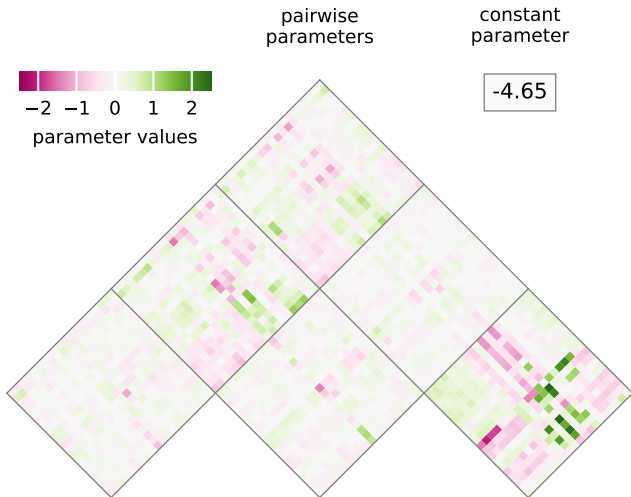 pairwise
parameters
constant
parameter
-4.65
−2 −1 0 1 2
parameter values